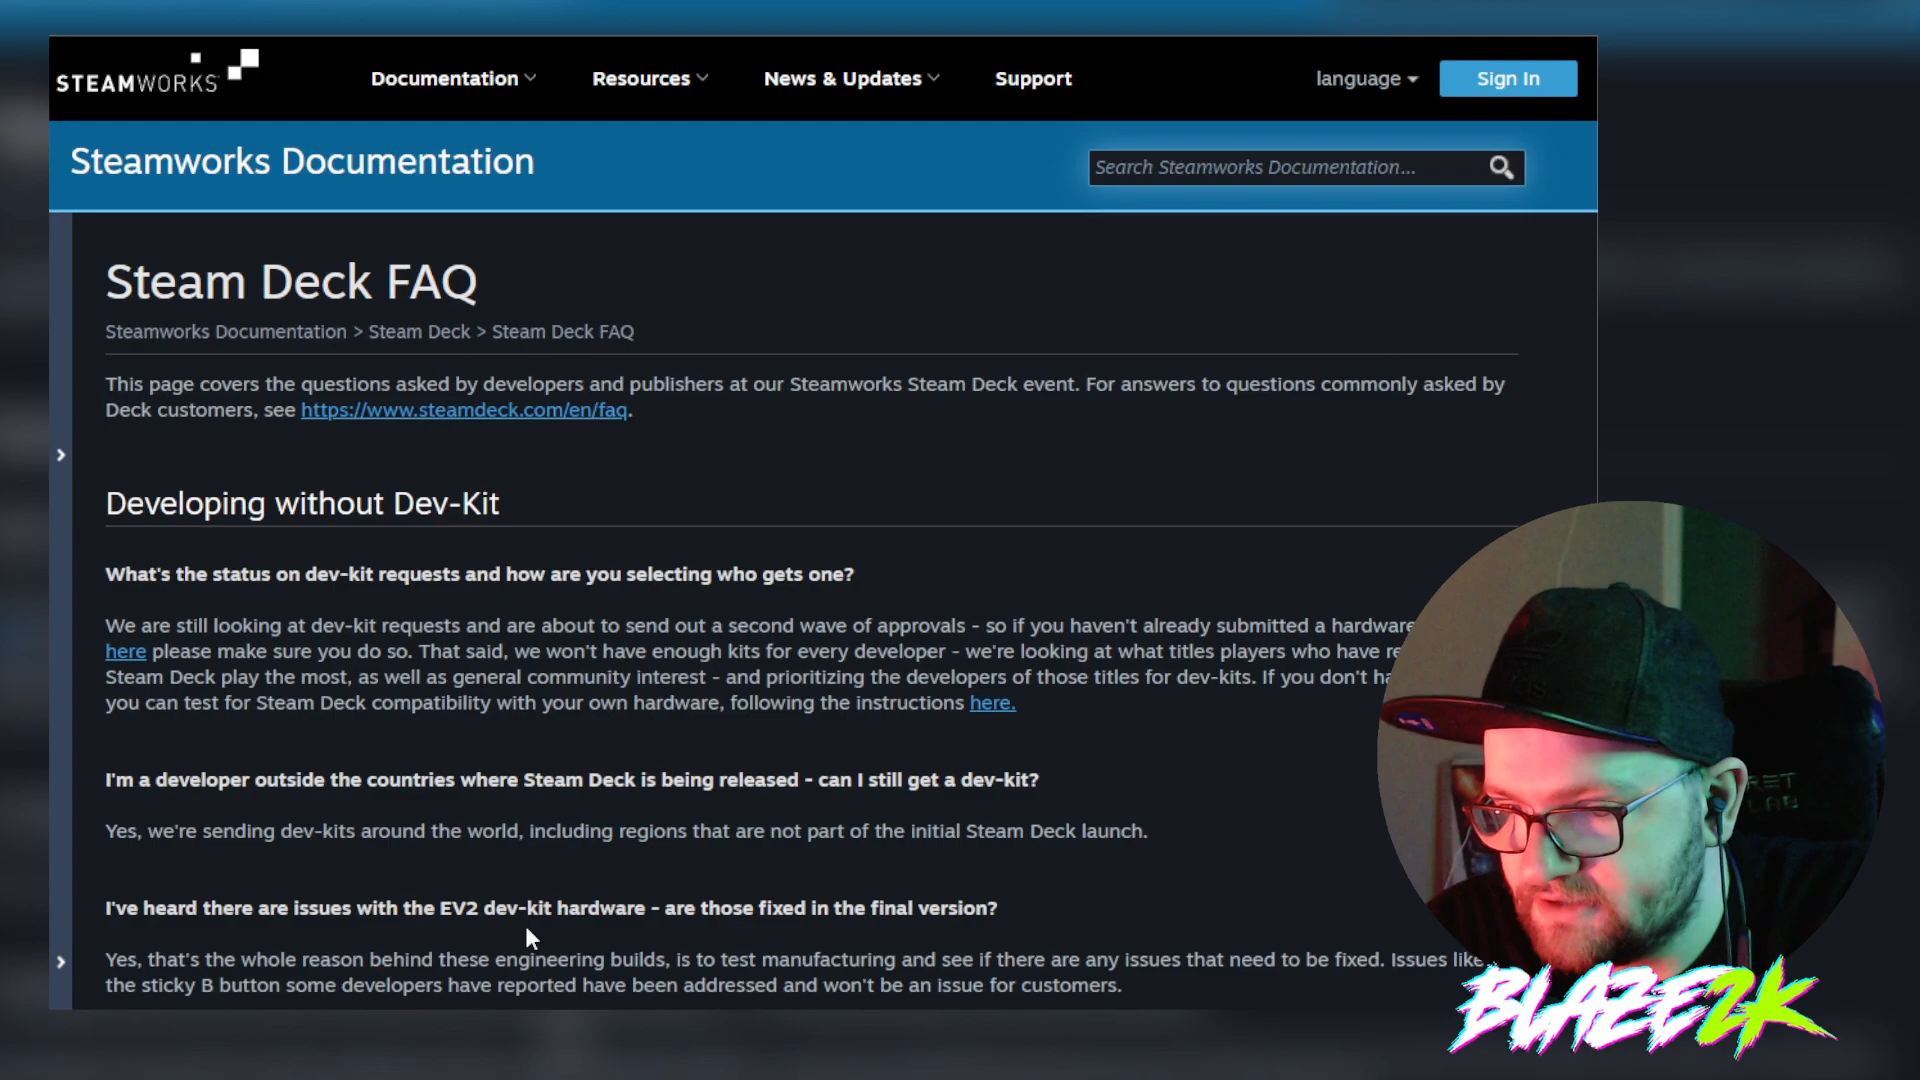 STEAMWORKS
Documentation
Resources
News & Updates
Support
language
Sign In
Steamworks Documentation
Search Steamworks Documentation...
Steam Deck FAQ
Steamworks Documentation > Steam Deck > Steam Deck FAQ
This page covers the questions asked by developers and publishers at our Steamworks Steam Deck event. For answers to questions commonly asked by
Deck customers, see https://www.steamdeck.com/en/faq.
Developing without Dev-Kit
What's the status on dev-kit requests and how are you selecting who gets one?
We are still looking at dev-kit requests and are about to send out a second wave of approvals - so if you haven't already submitted a hardware
here please make sure you do so. That said, we won't have enough kits for every developer - we're looking at what titles players who have
Steam Deck play the most, as well as general community interest - and prioritizing the developers of those titles for dev-kits. If you don't
you can test for Steam Deck compatibility with your own hardware, following the instructions here.
I'm a developer outside the countries where Steam Deck is being released - can I still get a dev-kit?
Yes, we're sending dev-kits around the world, including regions that are not part of the initial Steam Deck launch.
I've heard there are issues with the EV2 dev-kit hardware - are those fixed in the final version?
Yes, that's the whole reason behind these engineering builds, is to test manufacturing and see if there are any issues that need to be fixed. Issues like
the sticky B button some developers have reported have been addressed and won't be an issue for customers.
BLAZE2K